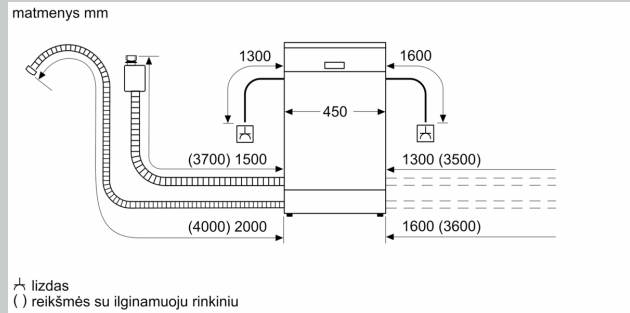 matmenys mm
1300
1600
450
(3700) 1500
1300 (3500)
(4000) 2000
1600 (3600)
lizdas
( ) reikšmės su ilginamuoju rinkiniu